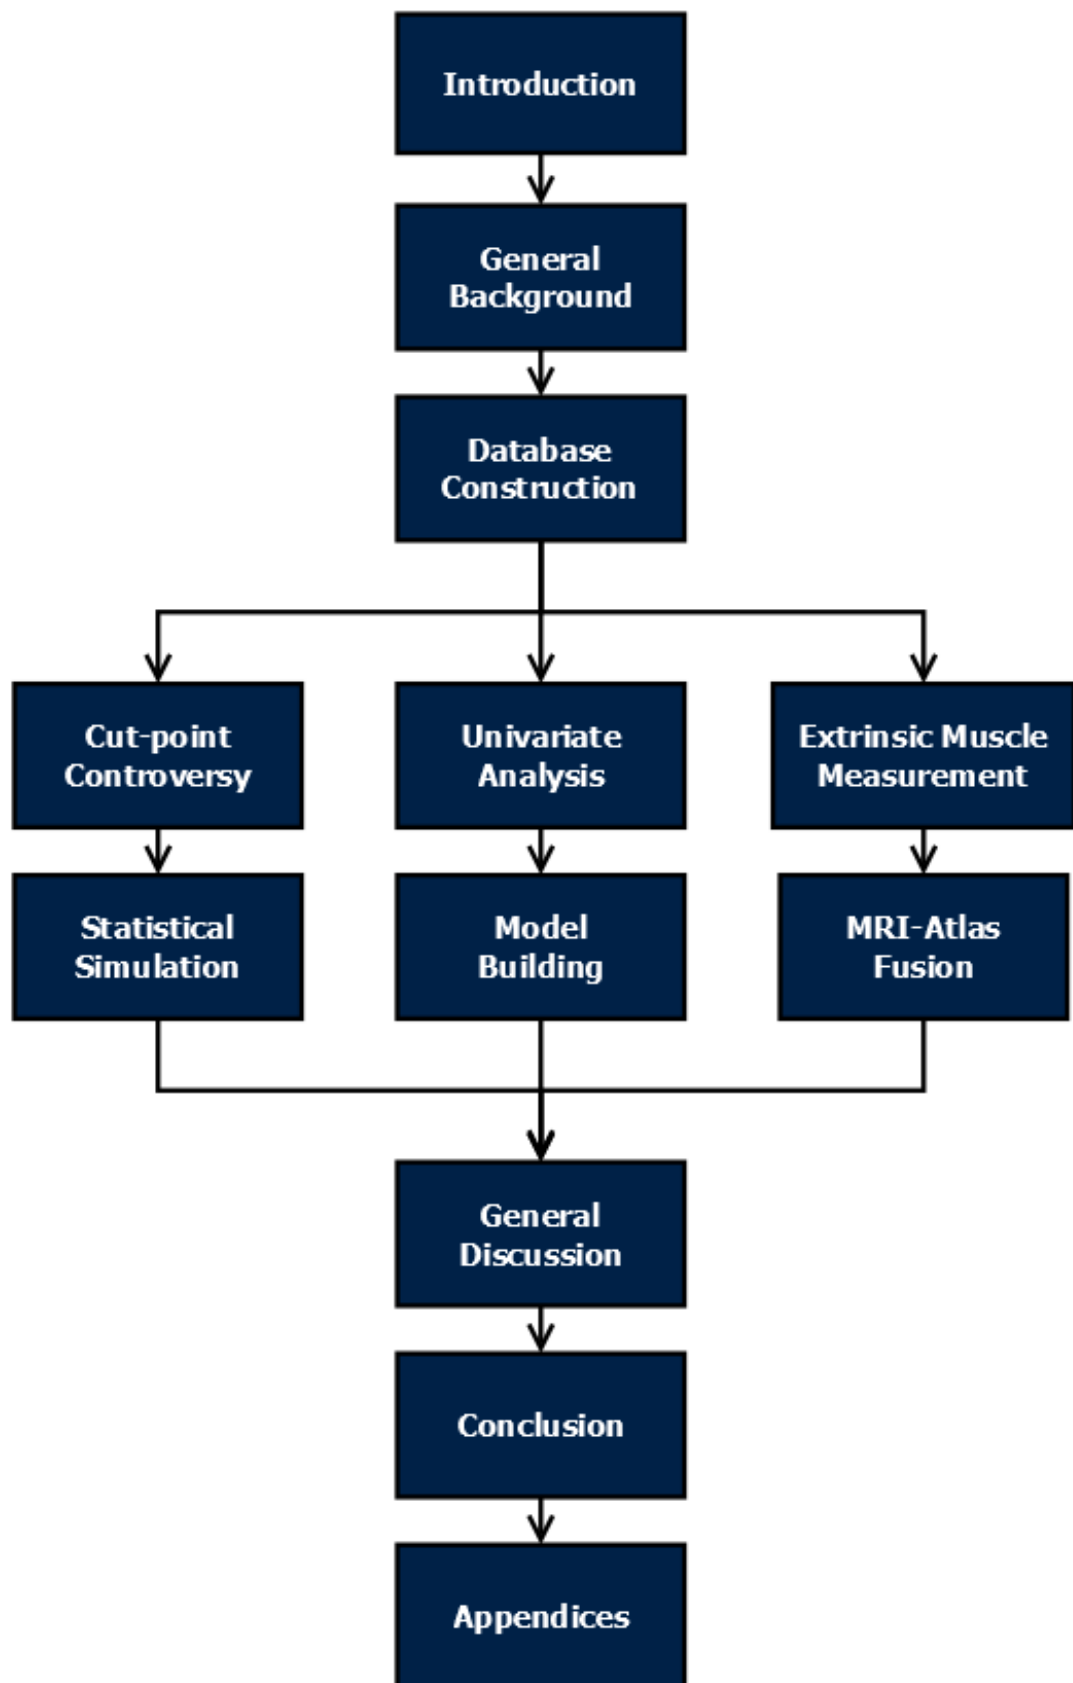 Introduction
General
Background
Database
Construction
Cut-point
Controversy
Univariate
Analysis
Extrinsic Muscle
Measurement
Statistical
Simulation
Model
Building
MRI-Atlas
Fusion
General
Discussion
Conclusion
Appendices